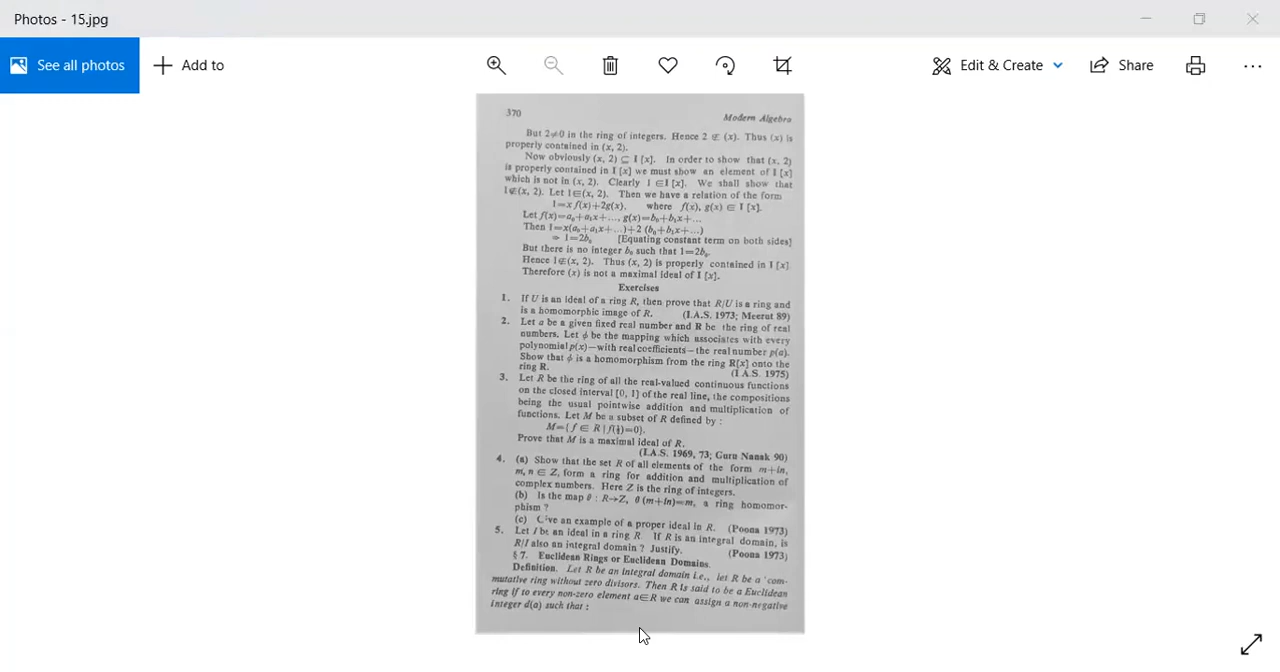 Photos - 15.jpg
See all photos
Add to
Edit & Create
Share
370
Modern Algebra
But 2≠0 in the ring of integers. Hence 2 ∉ (x). Thus (x) is
properly contained in (x, 2).
Now obviously (x, 2) ⊆ I [x]. In order to show that (x, 2)
is properly contained in I [x] we must show an element of I [x]
which is not in (x, 2). Clearly 1 ∈I [x]. We shall show that
1∉(x, 2). Let 1∈(x, 2). Then we have a relation of the form
1=x f(x)+2g(x), where f(x), g(x) ∈ I [x].
Let f(x)=a₀+a₁x+..., g(x)=b₀+b₁x+...
Then 1=x(a₀+a₁x+...)+2 (b₀+b₁x+...)
⇒ 1=2b₀ [Equating constant term on both sides]
But there is no integer b₀ such that 1=2b₀.
Hence 1∉(x, 2). Thus (x, 2) is properly contained in I [x]
Therefore (x) is not a maximal ideal of I [x].
Exercises
1. If U is an ideal of a ring R, then prove that R/U is a ring and
is a homomorphic image of R. (I.A.S. 1973; Meerut 89)
2. Let a be a given fixed real number and R be the ring of real
numbers. Let ϕ be the mapping which associates with every
polynomial p(x)—with real coefficients—the real number p(a).
Show that ϕ is a homomorphism from the ring R[x] onto the
ring R. (I A.S. 1975)
3. Let R be the ring of all the real-valued continuous functions
on the closed interval [0, 1] of the real line, the compositions
being the usual pointwise addition and multiplication of
functions. Let M be a subset of R defined by :
M={f ∈ R | f(½)=0}.
Prove that M is a maximal ideal of R.
(I.A.S. 1969, 73; Guru Nanak 90)
4. (a) Show that the set R of all elements of the form m+in,
m, n ∈ Z, form a ring for addition and multiplication of
complex numbers. Here Z is the ring of integers.
(b) Is the map θ : R→Z, θ (m+in)=m, a ring homomor-
phism ?
(c) Give an example of a proper ideal in R. (Poona 1973)
5. Let I be an ideal in a ring R. If R is an integral domain, is
R/I also an integral domain ? Justify. (Poona 1973)
§ 7. Euclidean Rings or Euclidean Domains.
Definition. Let R be an integral domain i.e., let R be a com-
mutative ring without zero divisors. Then R is said to be a Euclidean
ring if to every non-zero element a∈R we can assign a non-negative
integer d(a) such that :